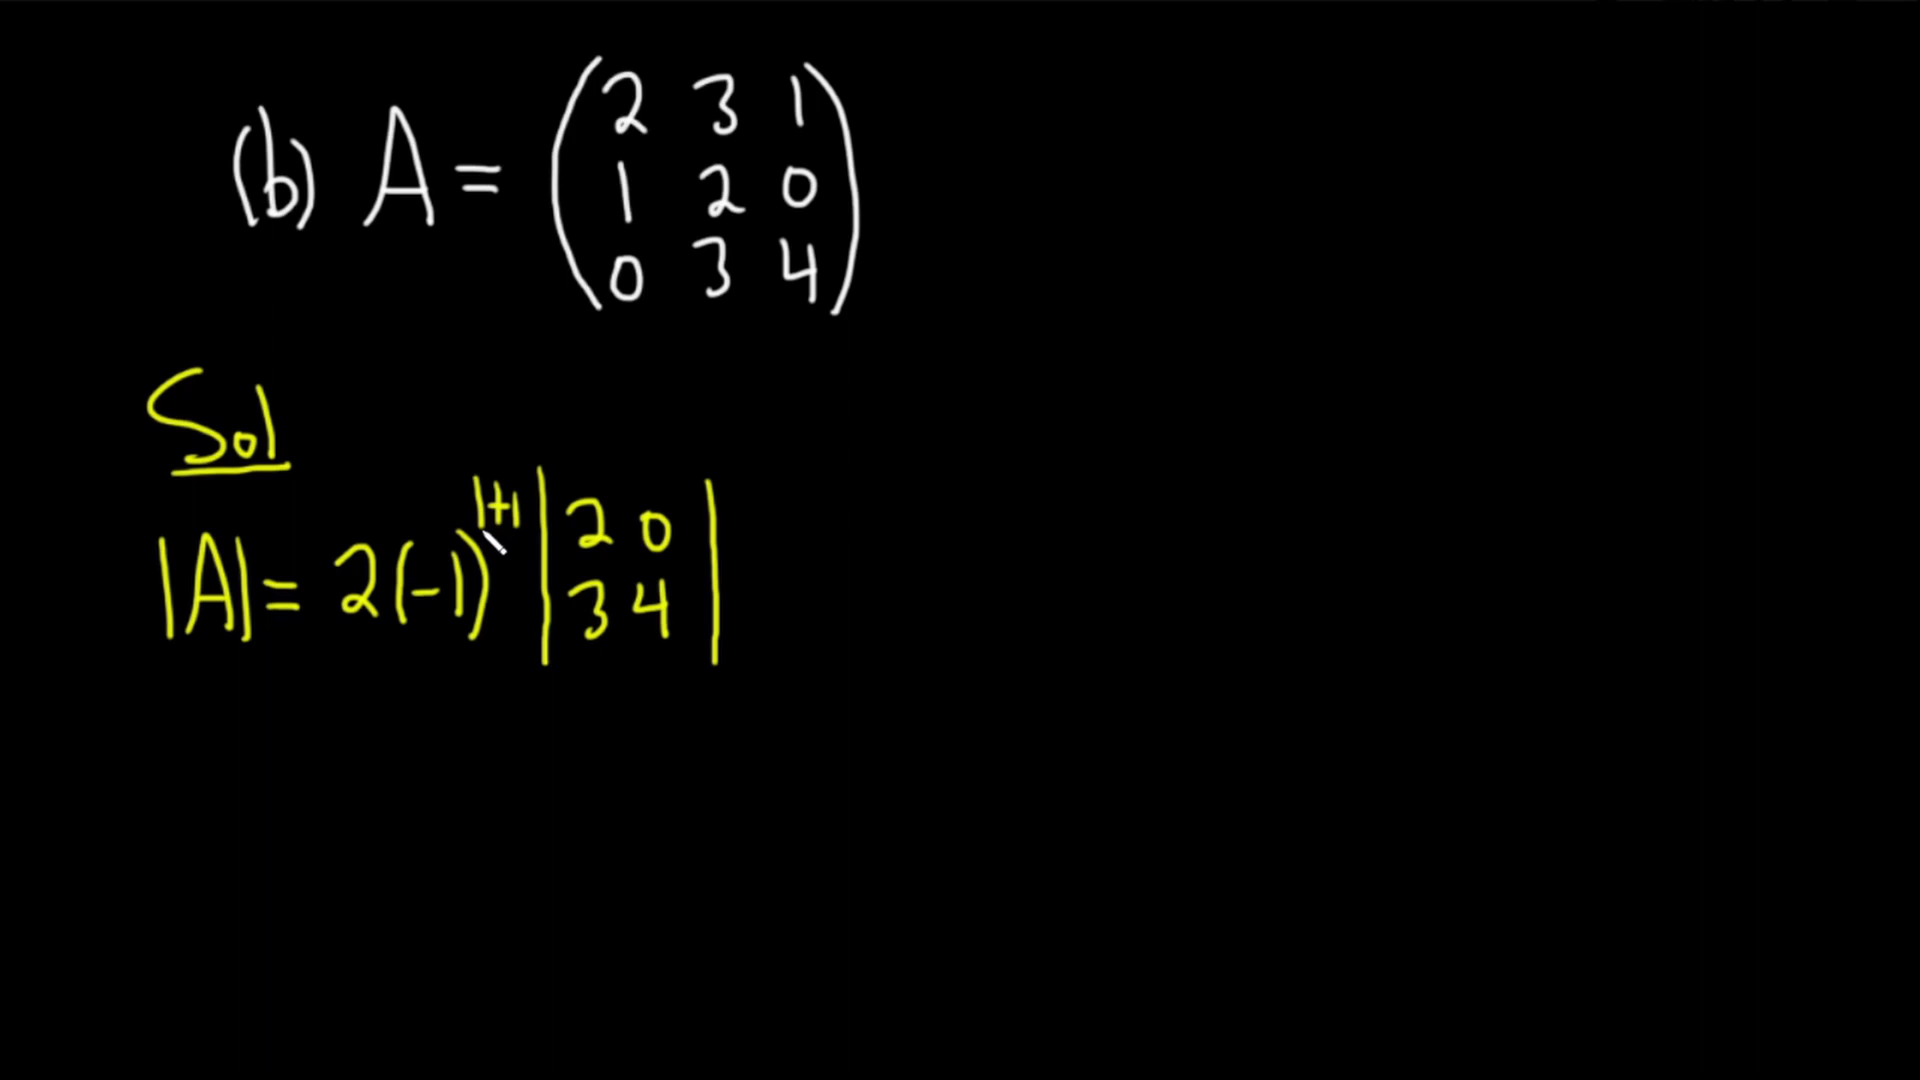 (b) A = (2 3 1
1 2 0
0 3 4)
Sol
|A| = 2(-1)^{1+1} |2 0
3 4|